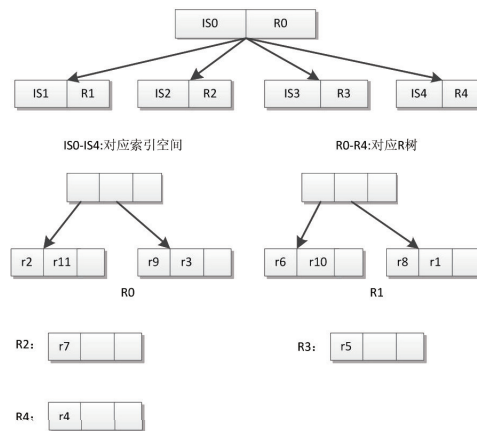 IS0 R0
IS1 R1 IS2 R2 IS3 R3 IS4 R4
IS0-IS4:对应索引空间 R0-R4:对应R树
r2 r11 r9 r3 r6 r10 r8 r1
R0 R1
R2: r7 R3: r5
R4: r4